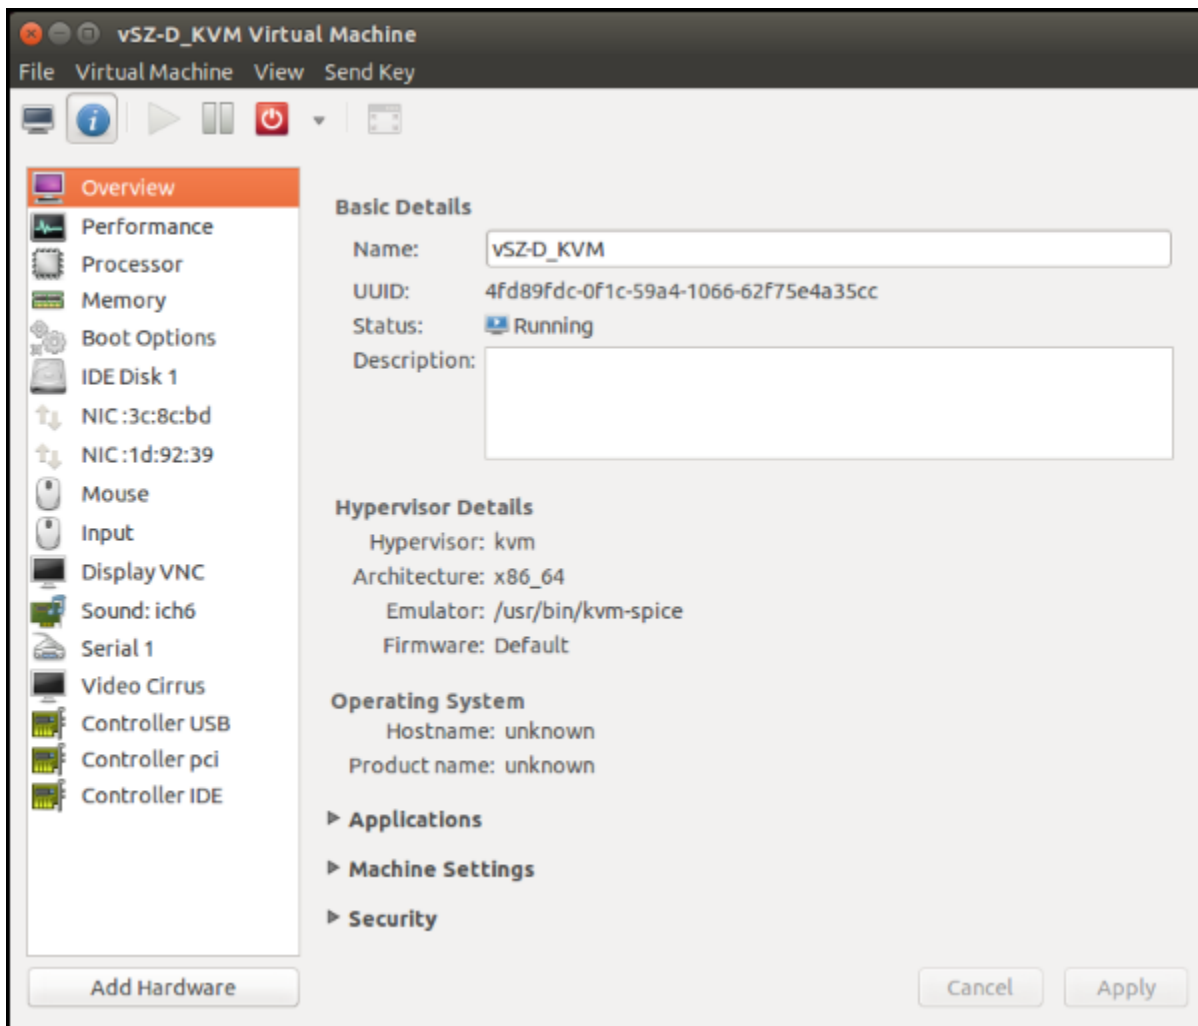 vSZ-D_KVM Virtual Machine
File Virtual Machine View Send Key
Overview
Performance
Processor
Memory
Boot Options
IDE Disk 1
NIC :3c:8c:bd
NIC :1d:92:39
Mouse
Input
Display VNC
Sound: ich6
Serial 1
Video Cirrus
Controller USB
Controller pci
Controller IDE
Add Hardware
Basic Details
Name: vSZ-D_KVM
UUID: 4fd89fdc-0f1c-59a4-1066-62f75e4a35cc
Status: Running
Description:
Hypervisor Details
Hypervisor: kvm
Architecture: x86_64
Emulator: /usr/bin/kvm-spice
Firmware: Default
Operating System
Hostname: unknown
Product name: unknown
Applications
Machine Settings
Security
Cancel Apply